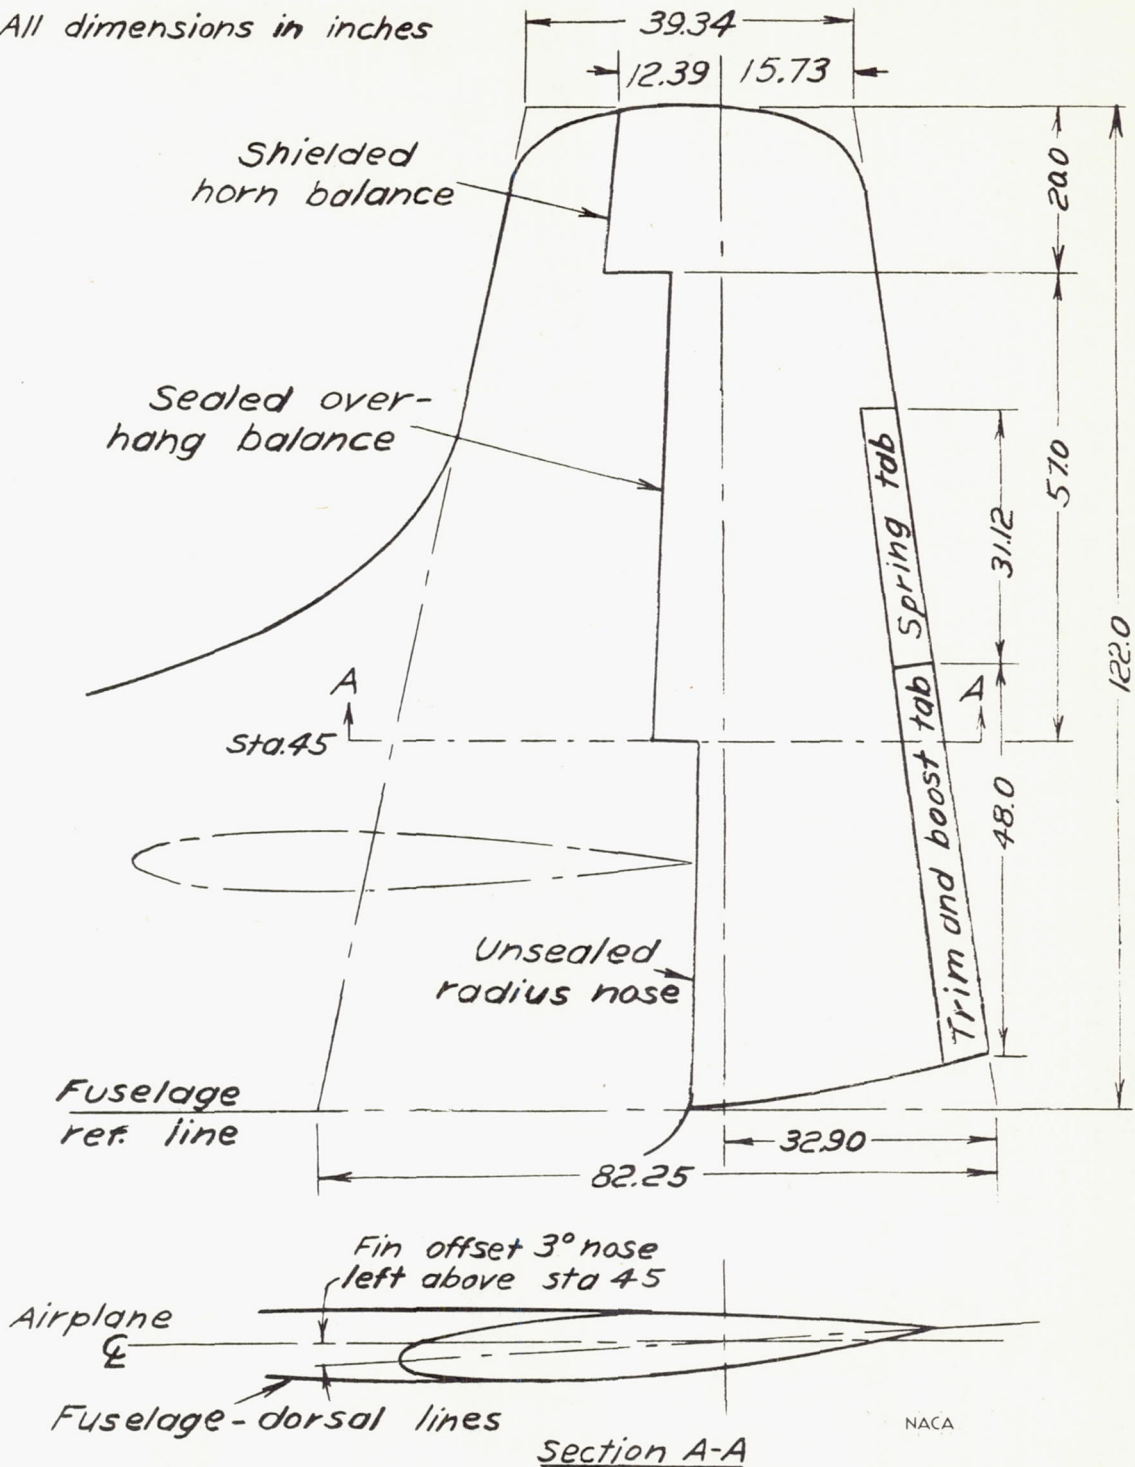 All dimensions in inches
39.34
12.39 15.73
Shielded
horn balance
20.0
Sealed over-
hang balance
57.0
Spring tab
31.12
122.0
A A
Sta.45
Trim and boost tab
48.0
Unsealed
radius nose
Fuselage
ref. line
32.90
82.25
Fin offset 3° nose
left above sta 45
Airplane
℄
Fuselage-dorsal lines
NACA
Section A-A